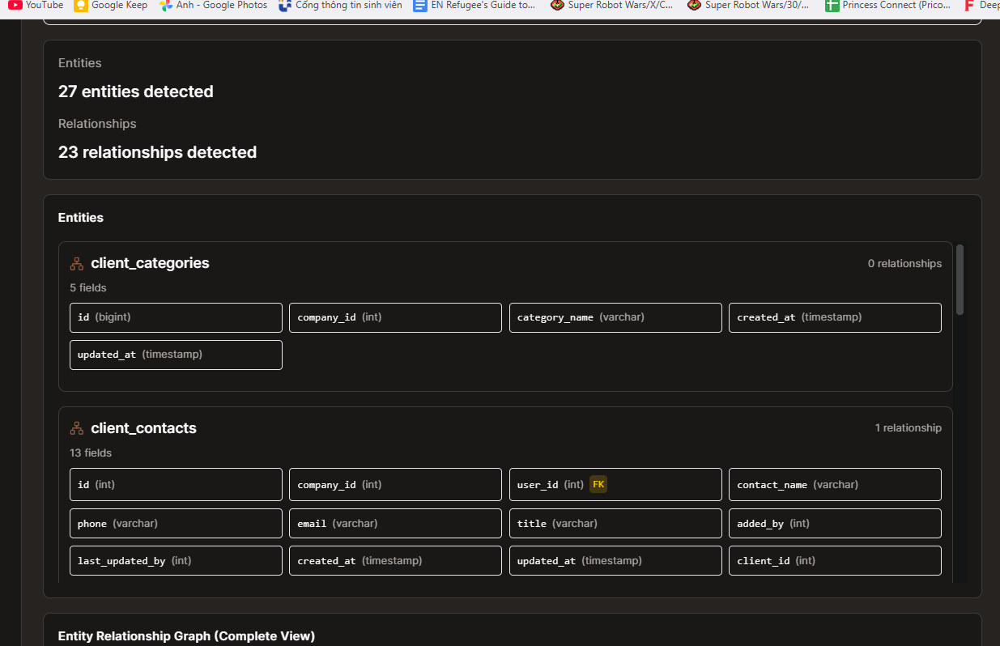 YouTube Google Keep Ảnh - Google Photos Cổng thông tin sinh viên EN Refugee's Guide to... Super Robot Wars/X/C... Super Robot Wars/30/... Princess Connect (Prico... Deep
Entities
27 entities detected
Relationships
23 relationships detected
Entities
client_categories 0 relationships
5 fields
id (bigint) company_id (int) category_name (varchar) created_at (timestamp)
updated_at (timestamp)
client_contacts 1 relationship
13 fields
id (int) company_id (int) user_id (int) FK contact_name (varchar)
phone (varchar) email (varchar) title (varchar) added_by (int)
last_updated_by (int) created_at (timestamp) updated_at (timestamp) client_id (int)
Entity Relationship Graph (Complete View)